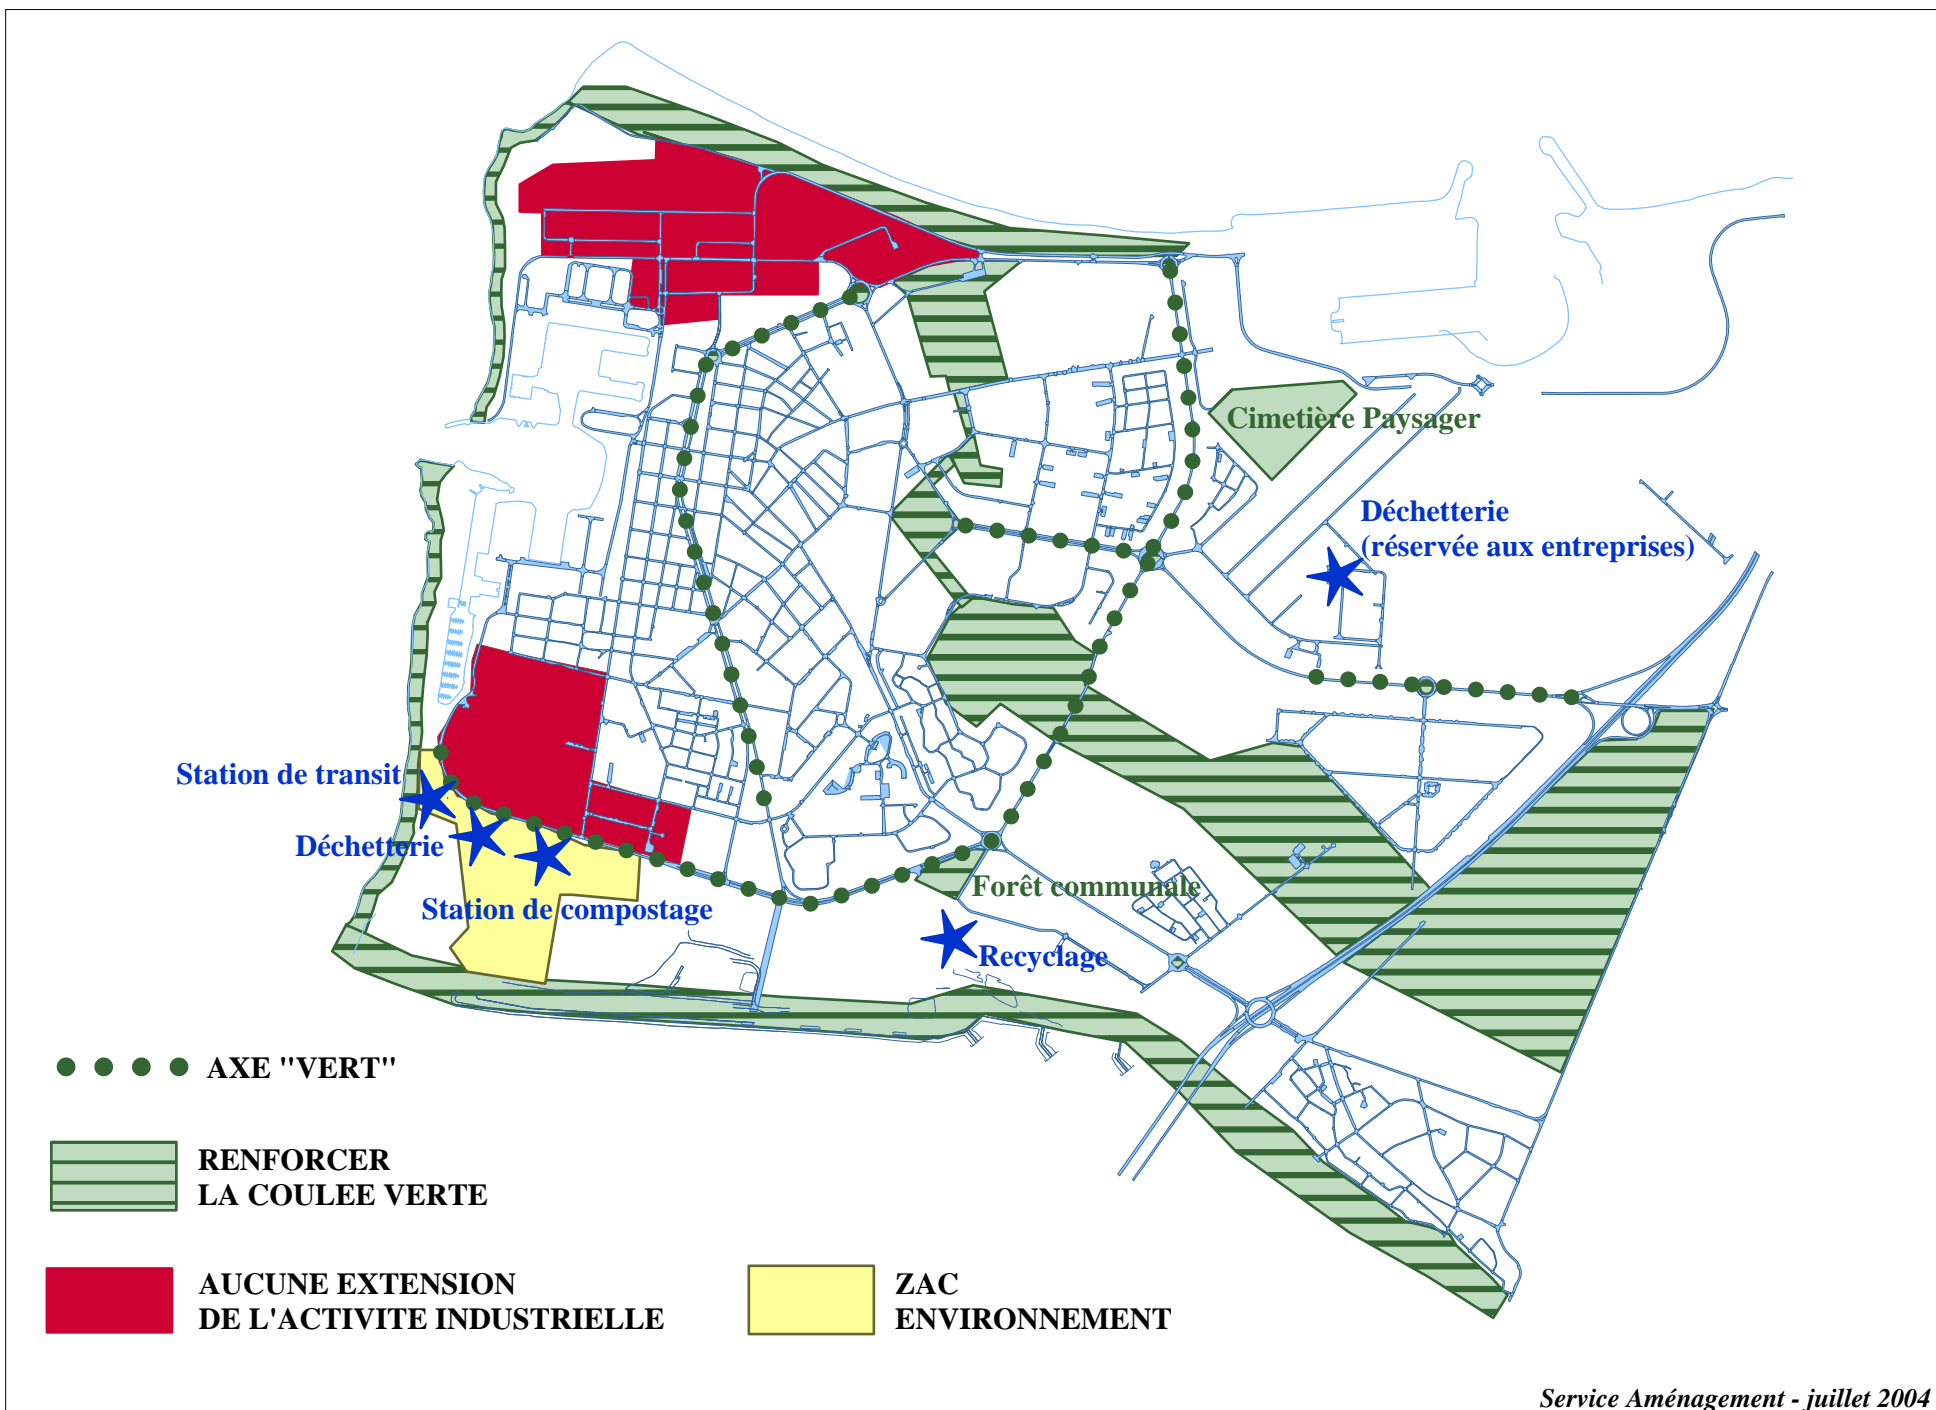 Cimetière Paysager
Déchetterie
(réservée aux entreprises)
Station de transit
Déchetterie
Station de compostage
Forêt communale
Recyclage
AXE "VERT"
RENFORCER
LA COULEE VERTE
AUCUNE EXTENSION
DE L'ACTIVITE INDUSTRIELLE
ZAC
ENVIRONNEMENT
Service Aménagement - juillet 2004